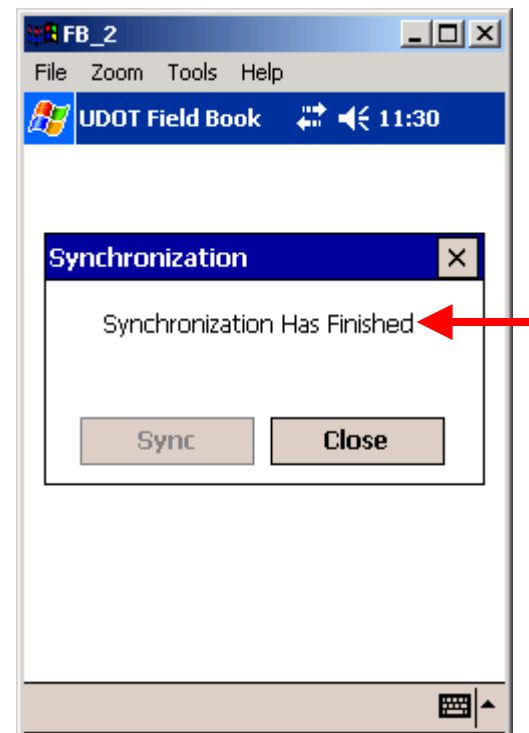 FB_2
File Zoom Tools Help
UDOT Field Book 11:30
Synchronization
Synchronization Has Finished
Sync Close